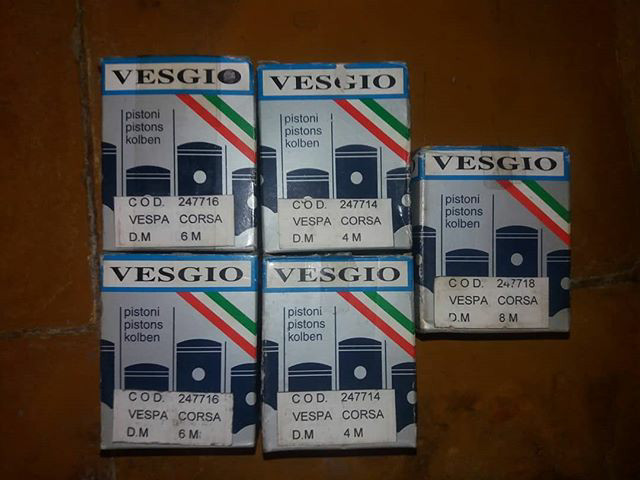 VESGIO
pistoni
pistons
kolben
COD. 247716
VESPA CORSA
D.M 6 M
VESGIO
pistoni
pistons
kolben
COD. 247714
VESPA CORSA
D.M 4 M
VESGIO
pistoni
pistons
kolben
COD. 247718
VESPA CORSA
D.M 8 M
VESGIO
pistoni
pistons
kolben
COD. 247716
VESPA CORSA
D.M 6 M
VESGIO
pistoni
pistons
kolben
COD. 247714
VESPA CORSA
D.M 4 M